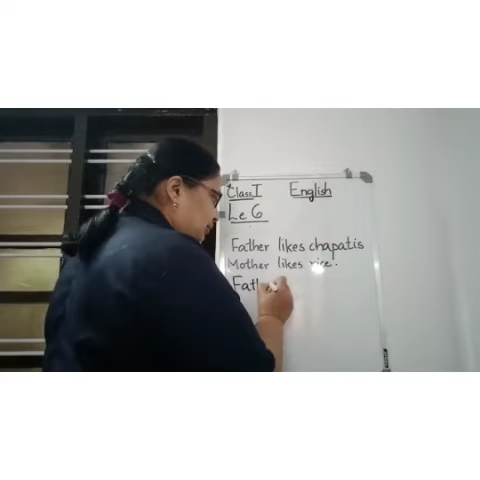 Class I English
Le 6
Father likes chapatis
Mother likes rice.
Fat